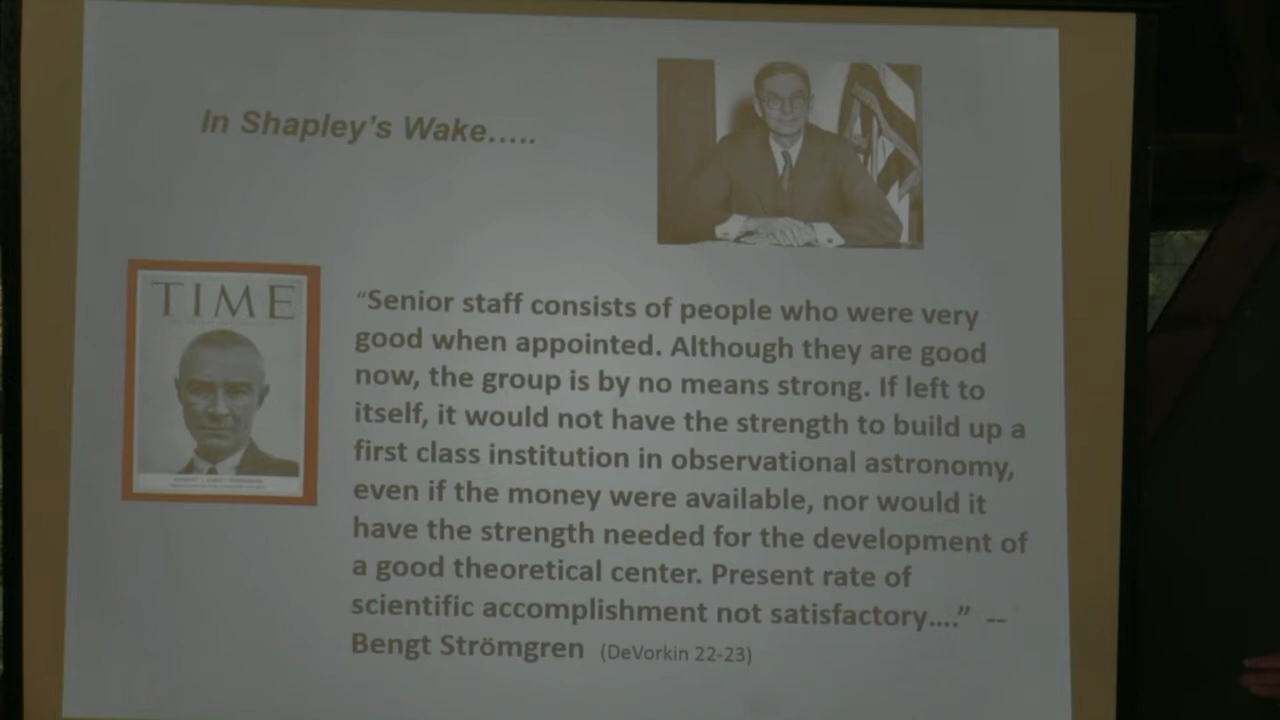 In Shapley's Wake.....
TIME
“Senior staff consists of people who were very
good when appointed. Although they are good
now, the group is by no means strong. If left to
itself, it would not have the strength to build up a
first class institution in observational astronomy,
even if the money were available, nor would it
have the strength needed for the development of
a good theoretical center. Present rate of
scientific accomplishment not satisfactory....” --
Bengt Strömgren (DeVorkin 22-23)